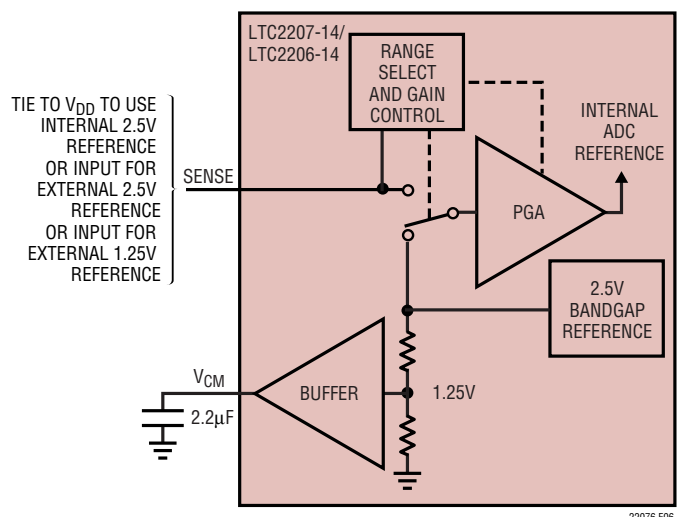 LTC2207-14/
LTC2206-14
RANGE
SELECT
AND GAIN
CONTROL
TIE TO VDD TO USE
INTERNAL 2.5V
REFERENCE
OR INPUT FOR
EXTERNAL 2.5V
REFERENCE
OR INPUT FOR
EXTERNAL 1.25V
REFERENCE
SENSE
INTERNAL
ADC
REFERENCE
PGA
2.5V
BANDGAP
REFERENCE
VCM
BUFFER
1.25V
2.2µF
22076 F06